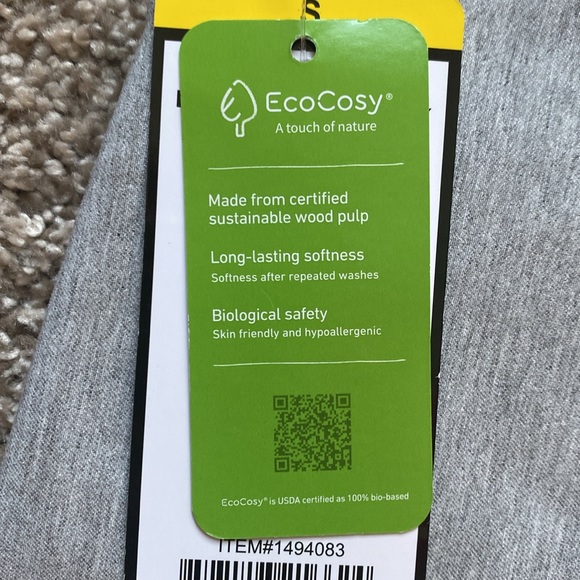 S
EcoCosy®
A touch of nature
Made from certified
sustainable wood pulp
Long-lasting softness
Softness after repeated washes
Biological safety
Skin friendly and hypoallergenic
EcoCosy® is USDA certified as 100% bio-based
ITEM#1494083